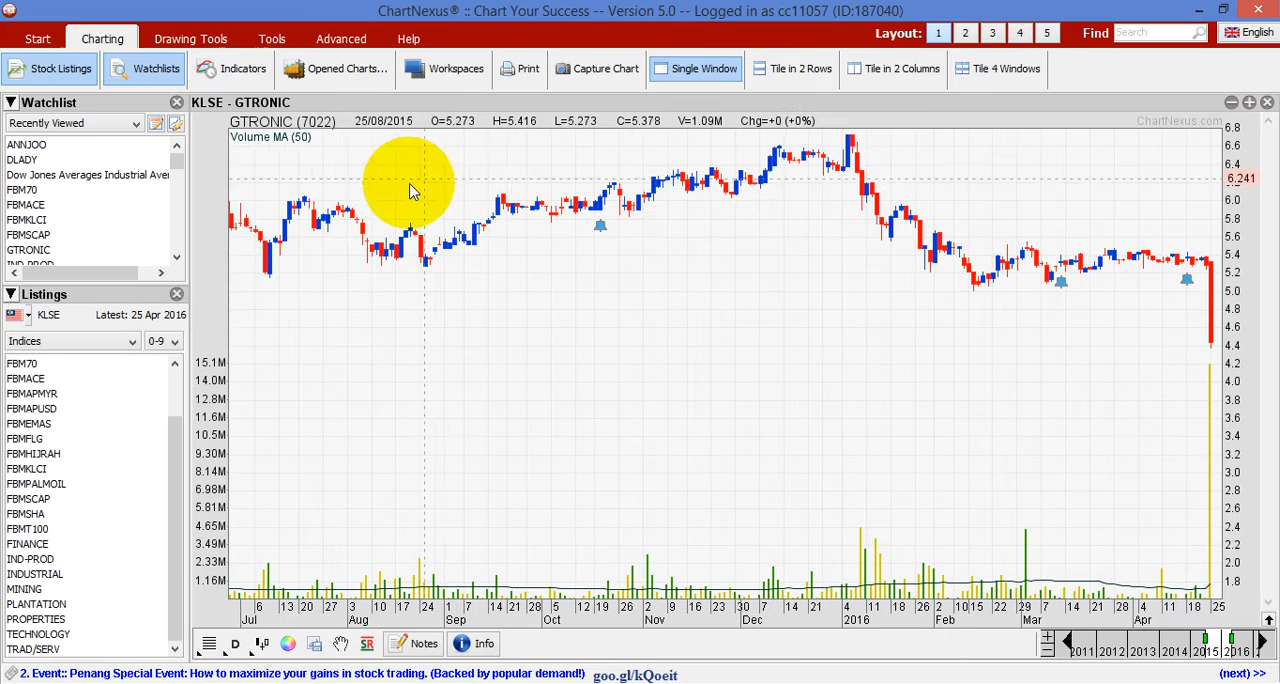 ChartNexus® :: Chart Your Success -- Version 5.0 -- Logged in as cc11057 (ID:187040)
Start Charting Drawing Tools Tools Advanced Help Layout: 1 2 3 4 5 Find Search English
Stock Listings Watchlists Indicators Opened Charts... Workspaces Print Capture Chart Single Window Tile in 2 Rows Tile in 2 Columns Tile 4 Windows
Watchlist
Recently Viewed
ANNJOO
DLADY
Dow Jones Averages Industrial Aver
FBM70
FBMACE
FBMKLCI
FBMSCAP
GTRONIC
IND-PROD
Listings
KLSE Latest: 25 Apr 2016
Indices 0-9
FBM70
FBMACE
FBMAPMYR
FBMAPUSD
FBMEMAS
FBMFLG
FBMHIJRAH
FBMKLCI
FBMPALMOIL
FBMSCAP
FBMSHA
FBMT100
FINANCE
IND-PROD
INDUSTRIAL
MINING
PLANTATION
PROPERTIES
TECHNOLOGY
TRAD/SERV
KLSE - GTRONIC
GTRONIC (7022) 25/08/2015 O=5.273 H=5.416 L=5.273 C=5.378 V=1.09M Chg=+0 (+0%) ChartNexus.com
Volume MA (50)
6.8
6.6
6.4
6.241
6.0
5.8
5.6
5.4
5.2
5.0
4.8
4.6
4.4
4.2
4.0
3.8
3.6
3.4
3.2
3.0
2.8
2.6
2.4
2.2
2.0
1.8
15.1M
14.0M
12.8M
11.6M
10.5M
9.30M
8.14M
6.98M
5.81M
4.65M
3.49M
2.33M
1.16M
6 13 20 27 3 10 17 24 1 7 14 21 28 5 12 19 26 2 9 16 23 30 7 14 21 4 11 18 26 2 10 15 22 29 7 14 21 28 4 11 18 25
Jul Aug Sep Oct Nov Dec 2016 Feb Mar Apr
D SR Notes Info 2011 2012 2013 2014 2015 2016
2. Event:: Penang Special Event: How to maximize your gains in stock trading. (Backed by popular demand!) goo.gl/kQoeit (next) >>